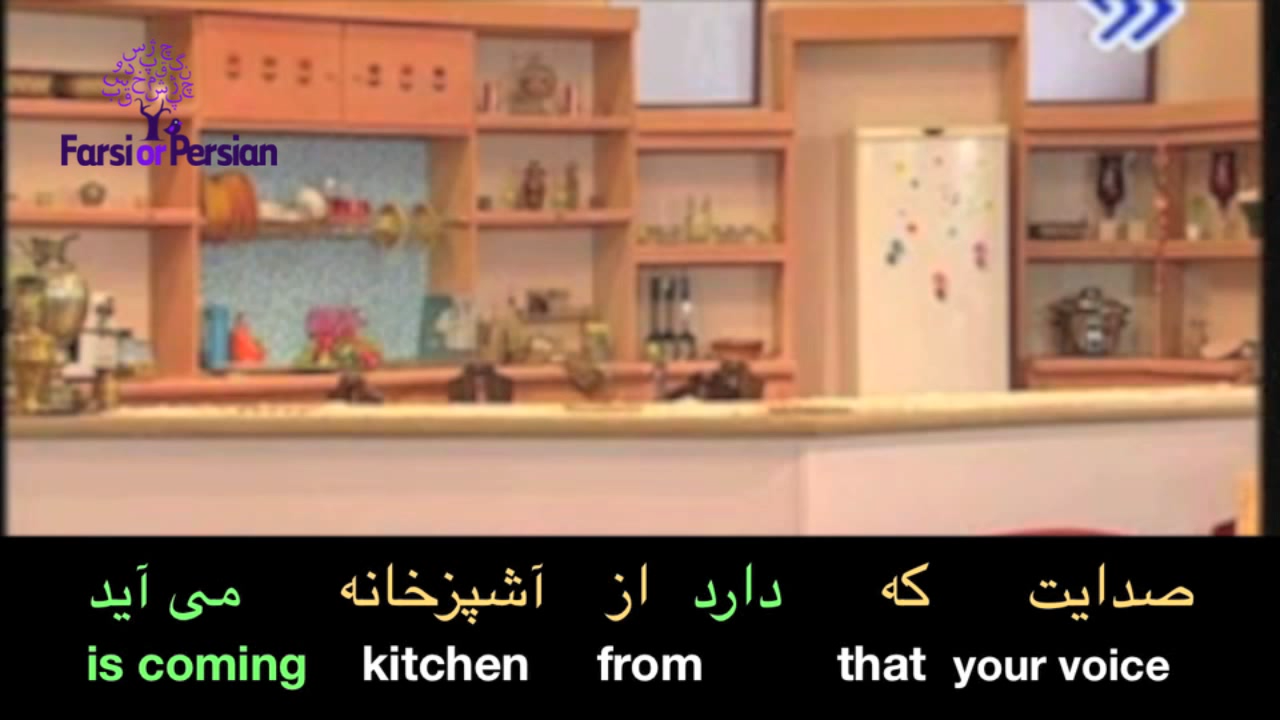 Farsi or Persian
صدایت که دارد از آشپزخانه می آید
is coming kitchen from that your voice